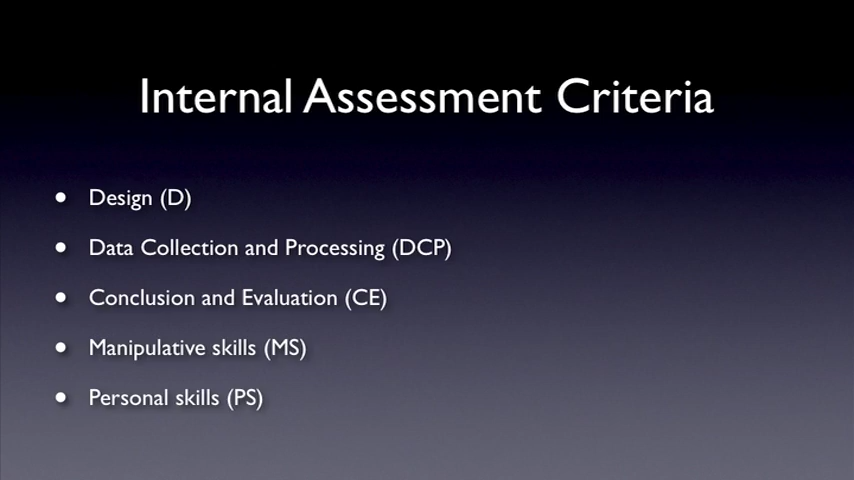 Internal Assessment Criteria
• Design (D)
• Data Collection and Processing (DCP)
• Conclusion and Evaluation (CE)
• Manipulative skills (MS)
• Personal skills (PS)